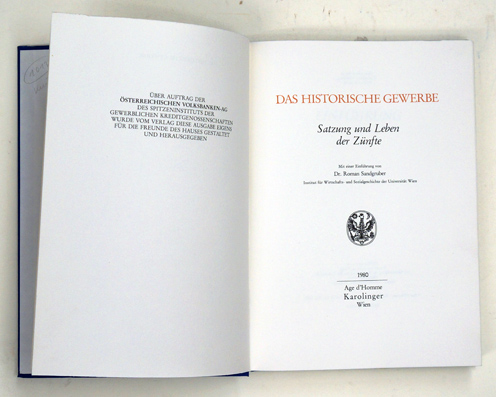 ÜBER AUFTRAG DER
ÖSTERREICHISCHEN VOLKSBANKEN-AG
DES SPITZENINSTITUTS DER
GEWERBLICHEN KREDITGENOSSENSCHAFTEN
WURDE VOM VERLAG DIESE AUSGABE EIGENS
FÜR DIE FREUNDE DES HAUSES GESTALTET
UND HERAUSGEGEBEN
DAS HISTORISCHE GEWERBE
Satzung und Leben
der Zünfte
Mit einer Einführung von
Dr. Roman Sandgruber
Institut für Wirtschafts- und Sozialgeschichte der Universität Wien
1980
Age d'Homme
Karolinger
Wien